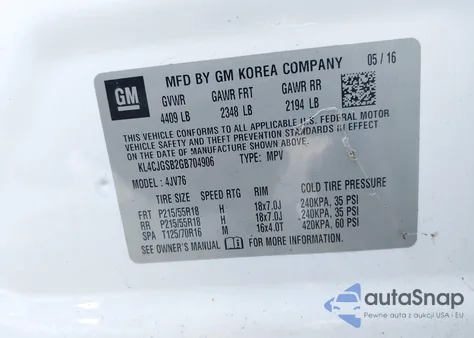 GM
MFD BY GM KOREA COMPANY 05 / 16
GVWR GAWR FRT GAWR RR
4409 LB 2348 LB 2194 LB
THIS VEHICLE CONFORMS TO ALL APPLICABLE U.S. FEDERAL MOTOR
VEHICLE SAFETY, BUMPER, AND THEFT PREVENTION STANDARDS IN EFFECT
ON THE DATE OF MANUFACTURE SHOWN ABOVE.
KL4CJGSB2GB704906 TYPE: MPV
MODEL: 4JV76
TIRE SIZE SPEED RTG RIM COLD TIRE PRESSURE
FRT P215/55R18 H 18x7.0J 240KPA, 35 PSI
RR P215/55R18 H 18x7.0J 240KPA, 35 PSI
SPA T125/70R16 M 16x4.0T 420KPA, 60 PSI
SEE OWNER'S MANUAL FOR MORE INFORMATION.
autoSnap
Pewne auta z aukcji USA - EU